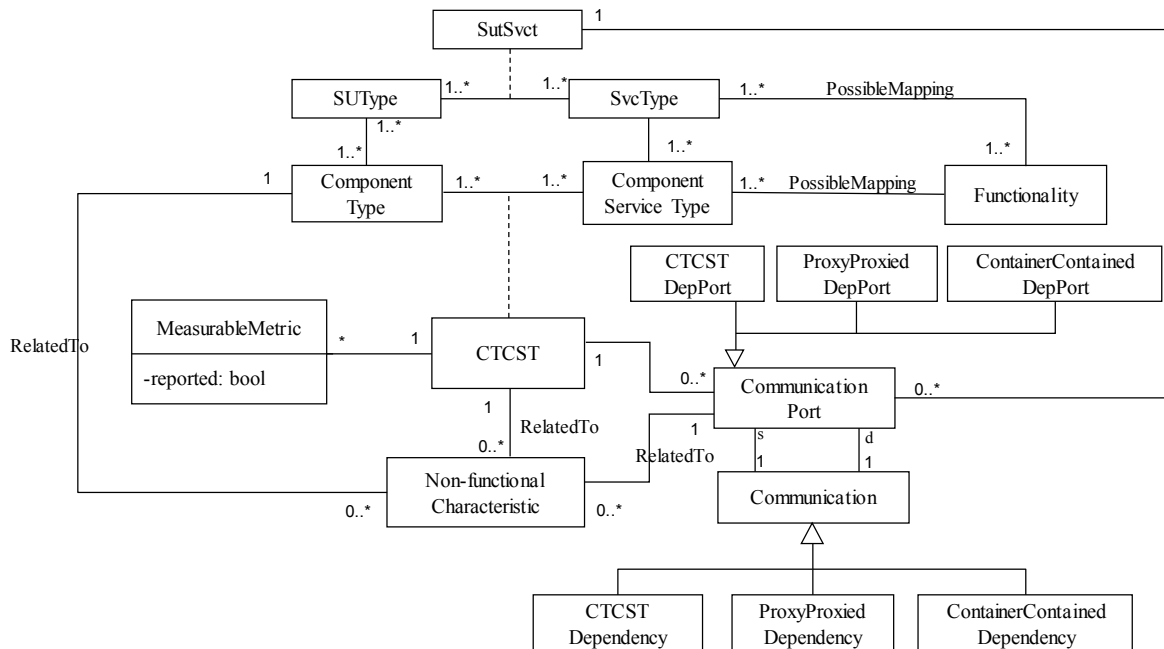 SutSvct
1
SUType
1..*
1..*
SvcType
1..*
PossibleMapping
1..*
1..*
1..*
1..*
1
Component
Type
1..*
1..*
Component
Service Type
1..*
PossibleMapping
Functionality
CTCST
DepPort
ProxyProxied
DepPort
ContainerContained
DepPort
MeasurableMetric
-reported: bool
RelatedTo
*
1
CTCST
1
0..*
Communication
Port
0..*
1
RelatedTo
0..*
1
RelatedTo
s
d
1
1
Non-functional
Characteristic
0..*
0..*
Communication
CTCST
Dependency
ProxyProxied
Dependency
ContainerContained
Dependency